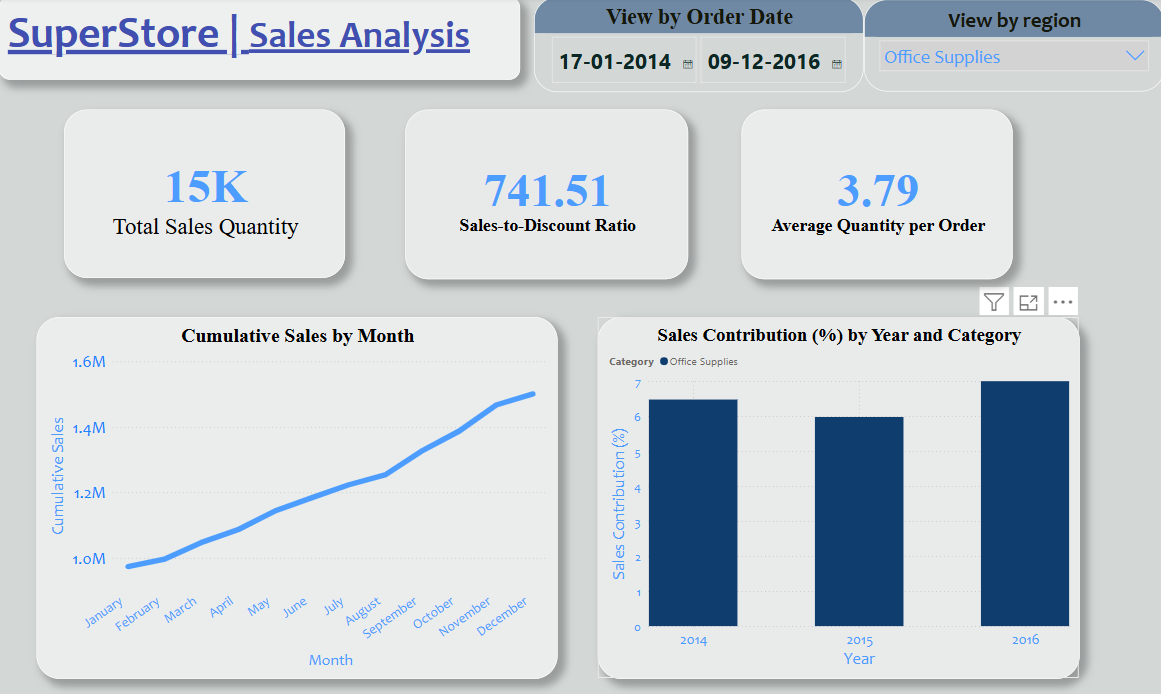 SuperStore | Sales Analysis
View by Order Date
17-01-2014 09-12-2016
View by region
Office Supplies
15K
Total Sales Quantity
741.51
Sales-to-Discount Ratio
3.79
Average Quantity per Order
Cumulative Sales by Month
Cumulative Sales
1.6M
1.4M
1.2M
1.0M
January
February
March
April
May
June
July
August
September
October
November
December
Month
Sales Contribution (%) by Year and Category
Category Office Supplies
Sales Contribution (%)
7
6
5
4
3
2
1
0
2014
2015
2016
Year